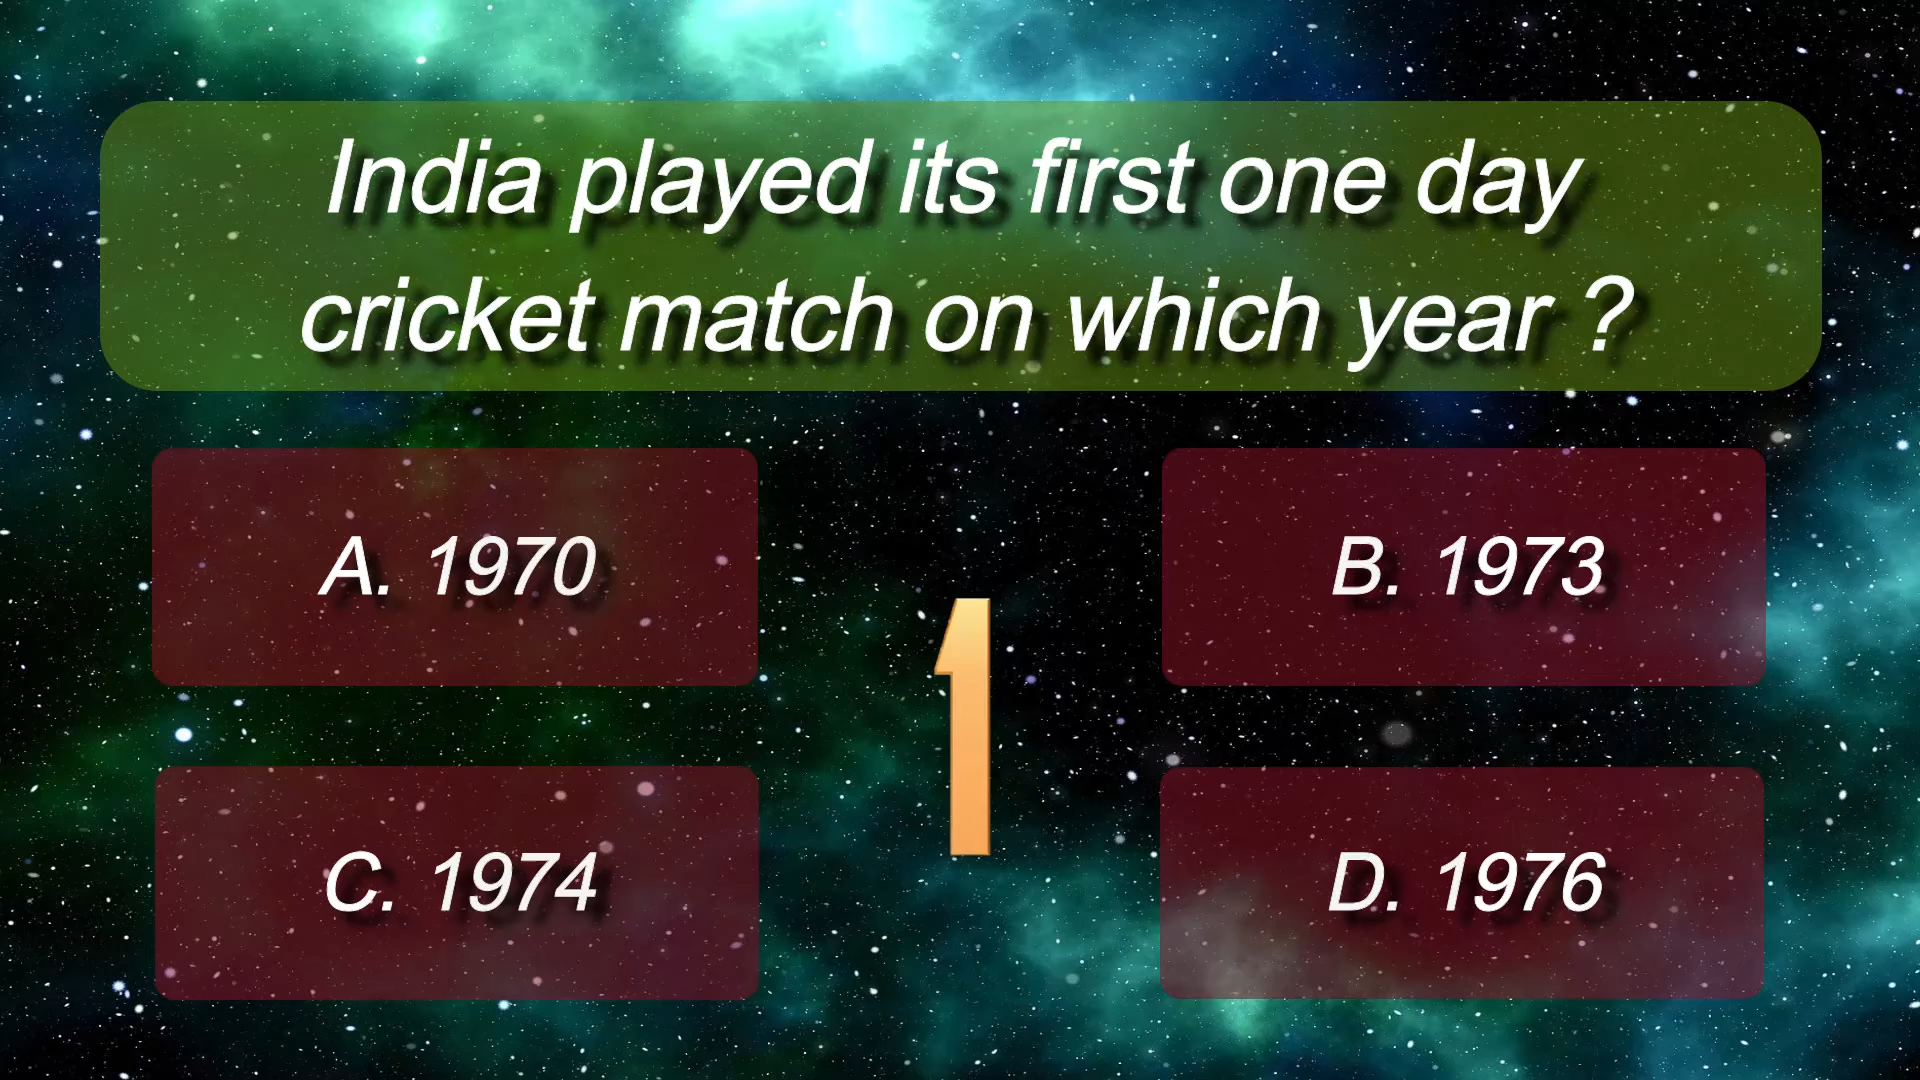 India played its first one day
cricket match on which year ?
A. 1970
B. 1973
1
C. 1974
D. 1976